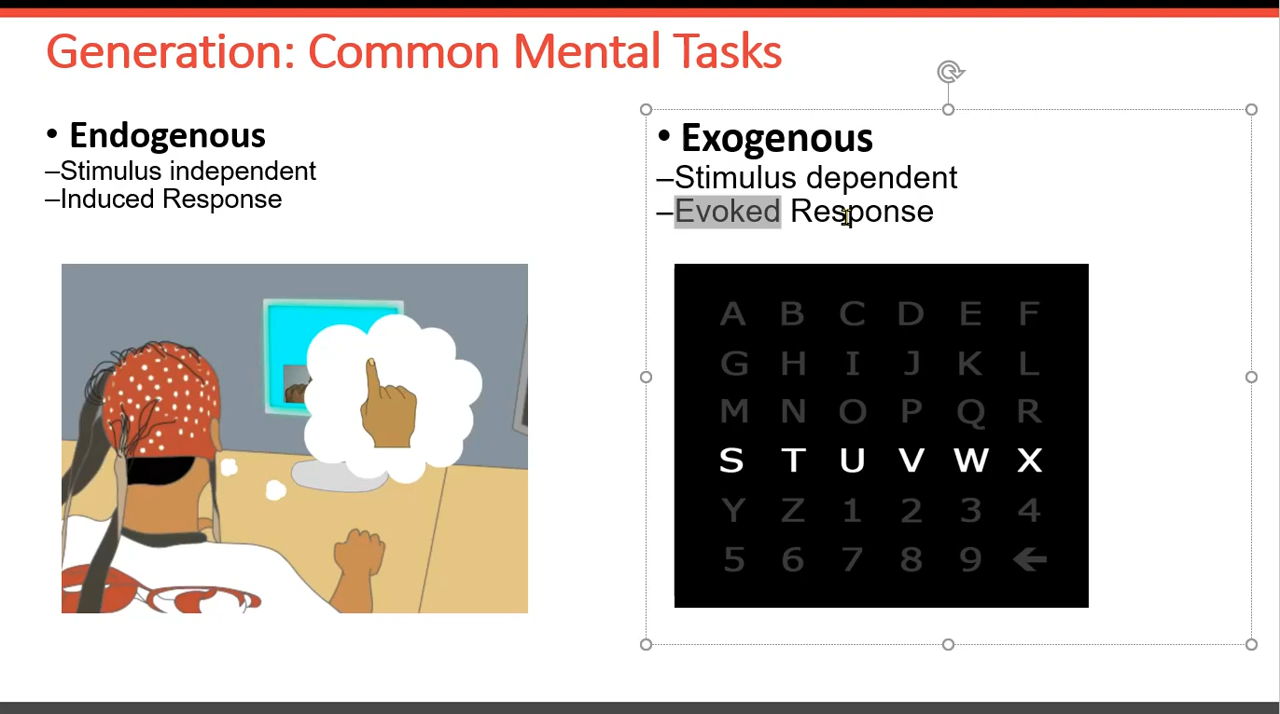 Generation: Common Mental Tasks
• Endogenous
–Stimulus independent
–Induced Response
• Exogenous
–Stimulus dependent
–Evoked Response
A B C D E F
G H I J K L
M N O P Q R
S T U V W X
Y Z 1 2 3 4
5 6 7 8 9 ←